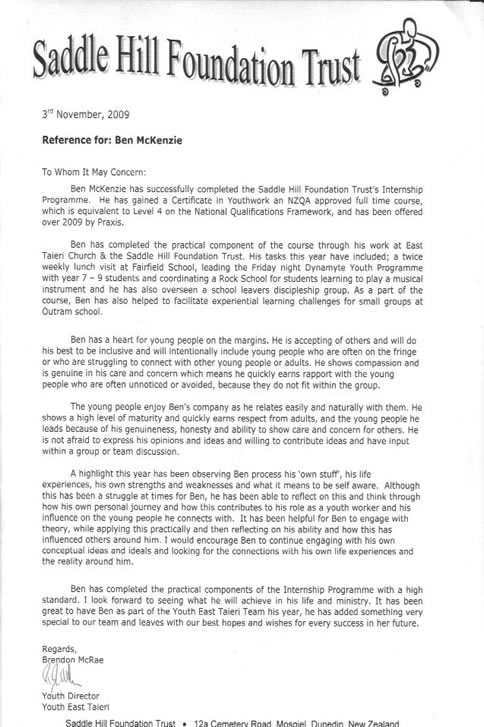 Saddle Hill Foundation Trust
3rd November, 2009
Reference for: Ben McKenzie
To Whom It May Concern:
Ben McKenzie has successfully completed the Saddle Hill Foundation Trust's Internship
Programme. He has gained a Certificate in Youthwork an NZQA approved full time course,
which is equivalent to Level 4 on the National Qualifications Framework, and has been offered
over 2009 by Praxis.
Ben has completed the practical component of the course through his work at East
Taieri Church & the Saddle Hill Foundation Trust. His tasks this year have included; a twice
weekly lunch visit at Fairfield School, leading the Friday night Dynamyte Youth Programme
with year 7 – 9 students and coordinating a Rock School for students learning to play a musical
instrument and he has also overseen a school leavers discipleship group. As a part of the
course, Ben has also helped to facilitate experiential learning challenges for small groups at
Outram school.
Ben has a heart for young people on the margins. He is accepting of others and will do
his best to be inclusive and will intentionally include young people who are often on the fringe
or who are struggling to connect with other young people or adults. He shows compassion and
is genuine in his care and concern which means he quickly earns rapport with the young
people who are often unnoticed or avoided, because they do not fit within the group.
The young people enjoy Ben's company as he relates easily and naturally with them. He
shows a high level of maturity and quickly earns respect from adults, and the young people he
leads because of his genuineness, honesty and ability to show care and concern for others. He
is not afraid to express his opinions and ideas and willing to contribute ideas and have input
within a group or team discussion.
A highlight this year has been observing Ben process his 'own stuff', his life
experiences, his own strengths and weaknesses and what it means to be self aware. Although
this has been a struggle at times for Ben, he has been able to reflect on this and think through
how his own personal journey and how this contributes to his role as a youth worker and his
influence on the young people he connects with. It has been helpful for Ben to engage with
theory, while applying this practically and then reflecting on his ability and how this has
influenced others around him. I would encourage Ben to continue engaging with his own
conceptual ideas and ideals and looking for the connections with his own life experiences and
the reality around him.
Ben has completed the practical components of the Internship Programme with a high
standard. I look forward to seeing what he will achieve in his life and ministry. It has been
great to have Ben as part of the Youth East Taieri Team his year, he has added something very
special to our team and leaves with our best hopes and wishes for every success in her future.
Regards,
Brendon McRae
Youth Director
Youth East Taieri
Saddle Hill Foundation Trust • 12a Cemetery Road, Mosgiel, Dunedin, New Zealand